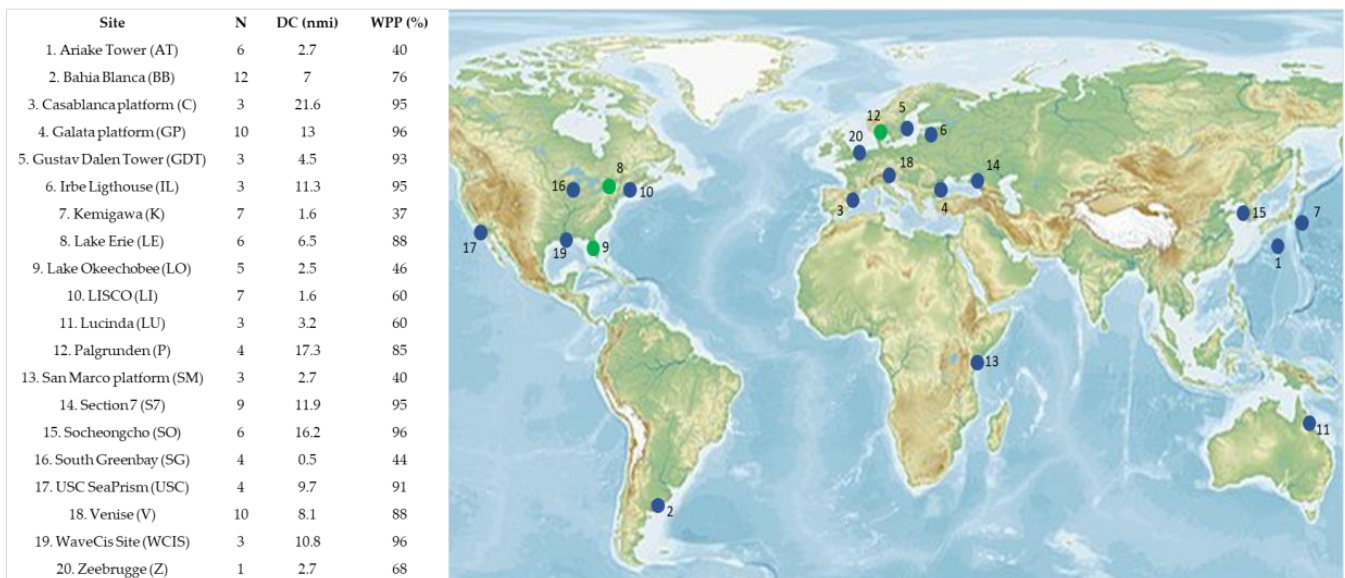 Site N DC (nmi) WPP (%)
1. Ariake Tower (AT) 6 2.7 40
2. Bahia Blanca (BB) 12 7 76
3. Casablanca platform (C) 3 21.6 95
4. Galata platform (GP) 10 13 96
5. Gustav Dalen Tower (GDT) 3 4.5 93
6. Irbe Ligthouse (IL) 3 11.3 95
7. Kemigawa (K) 7 1.6 37
8. Lake Erie (LE) 6 6.5 88
9. Lake Okeechobee (LO) 5 2.5 46
10. LISCO (LI) 7 1.6 60
11. Lucinda (LU) 3 3.2 60
12. Palgrunden (P) 4 17.3 85
13. San Marco platform (SM) 3 2.7 40
14. Section7 (S7) 9 11.9 95
15. Socheongcho (SO) 6 16.2 96
16. South Greenbay (SG) 4 0.5 44
17. USC SeaPrism (USC) 4 9.7 91
18. Venise (V) 10 8.1 88
19. WaveCis Site (WCIS) 3 10.8 96
20. Zeebrugge (Z) 1 2.7 68
12
5
6
20
8
18
14
16
10
3
4
15
7
17
19
9
1
13
11
2